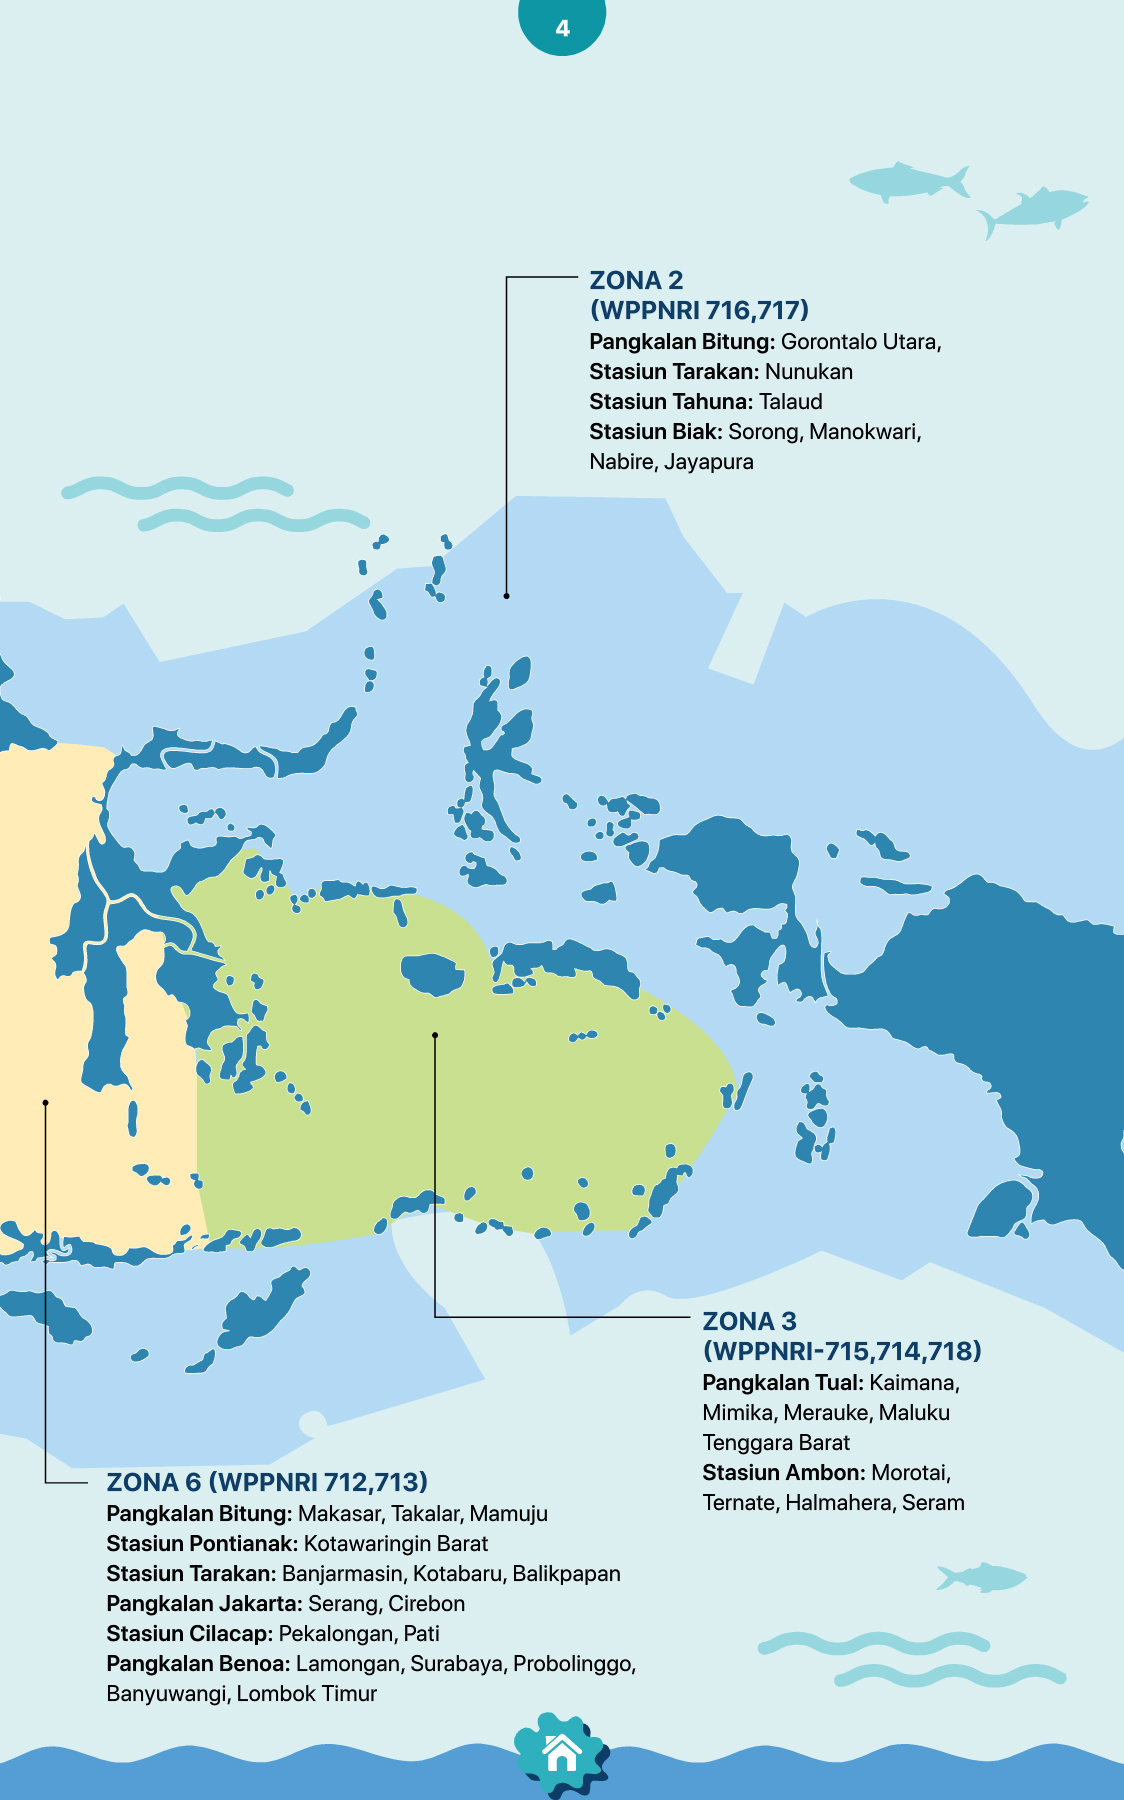 4
ZONA 2
(WPPNRI 716,717)
Pangkalan Bitung: Gorontalo Utara,
Stasiun Tarakan: Nunukan
Stasiun Tahuna: Talaud
Stasiun Biak: Sorong, Manokwari,
Nabire, Jayapura
ZONA 3
(WPPNRI-715,714,718)
Pangkalan Tual: Kaimana,
Mimika, Merauke, Maluku
Tenggara Barat
Stasiun Ambon: Morotai,
Ternate, Halmahera, Seram
ZONA 6 (WPPNRI 712,713)
Pangkalan Bitung: Makasar, Takalar, Mamuju
Stasiun Pontianak: Kotawaringin Barat
Stasiun Tarakan: Banjarmasin, Kotabaru, Balikpapan
Pangkalan Jakarta: Serang, Cirebon
Stasiun Cilacap: Pekalongan, Pati
Pangkalan Benoa: Lamongan, Surabaya, Probolinggo,
Banyuwangi, Lombok Timur